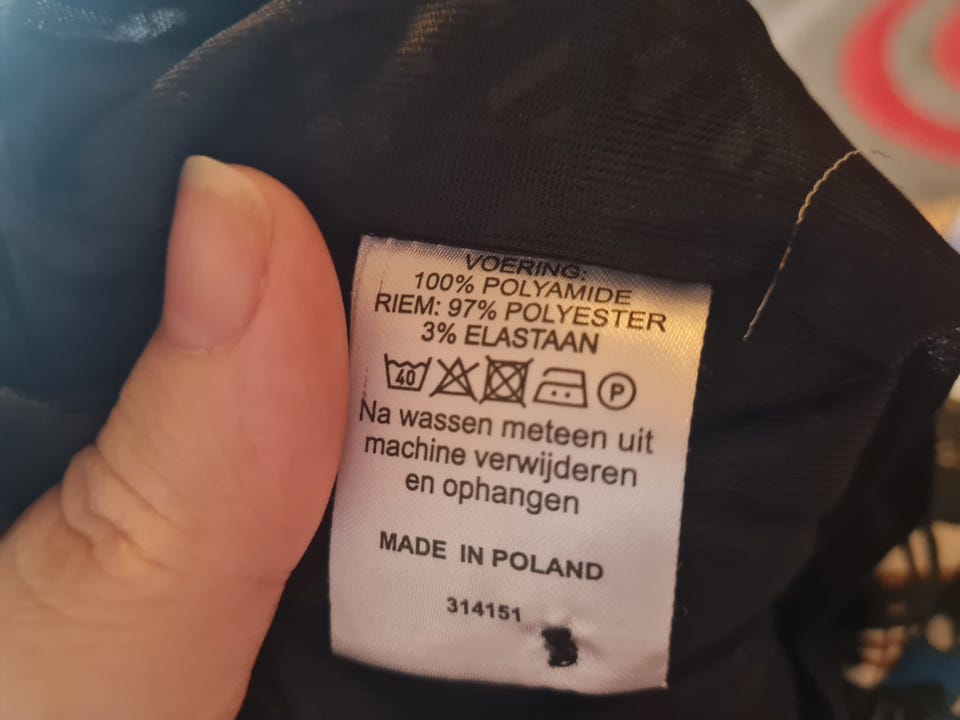 VOERING:
100% POLYAMIDE
RIEM: 97% POLYESTER
3% ELASTAAN
40 P
Na wassen meteen uit
machine verwijderen
en ophangen
MADE IN POLAND
314151